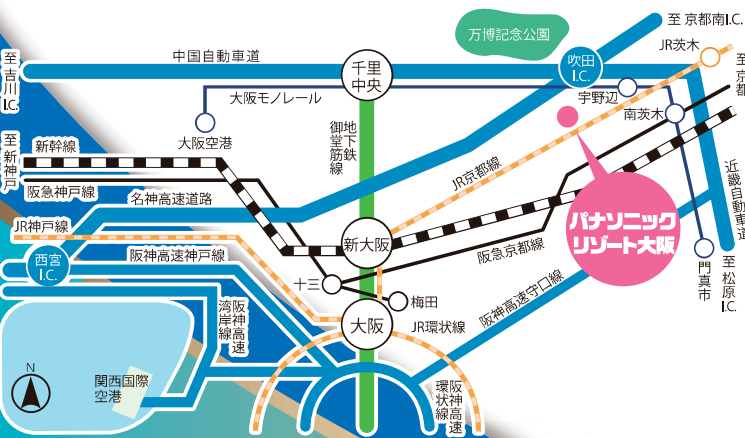 至 京都南I.C.
万博記念公園
JR茨木
中国自動車道
千里
中央
吹田
I.C.
至吉川I.C.
至京都
大阪モノレール
宇野辺
南茨木
大阪空港
地下鉄
御堂筋線
至新神戸
新幹線
JR京都線
阪急神戸線
名神高速道路
近畿自動車道
パナソニック
リゾート大阪
JR神戸線
新大阪
阪急京都線
西宮
I.C.
阪神高速神戸線
門真市
至松原I.C.
十三
梅田
阪神高速守口線
阪神高速
湾岸線
大阪
JR環状線
N
関西国際
空港
阪神高速
環状線